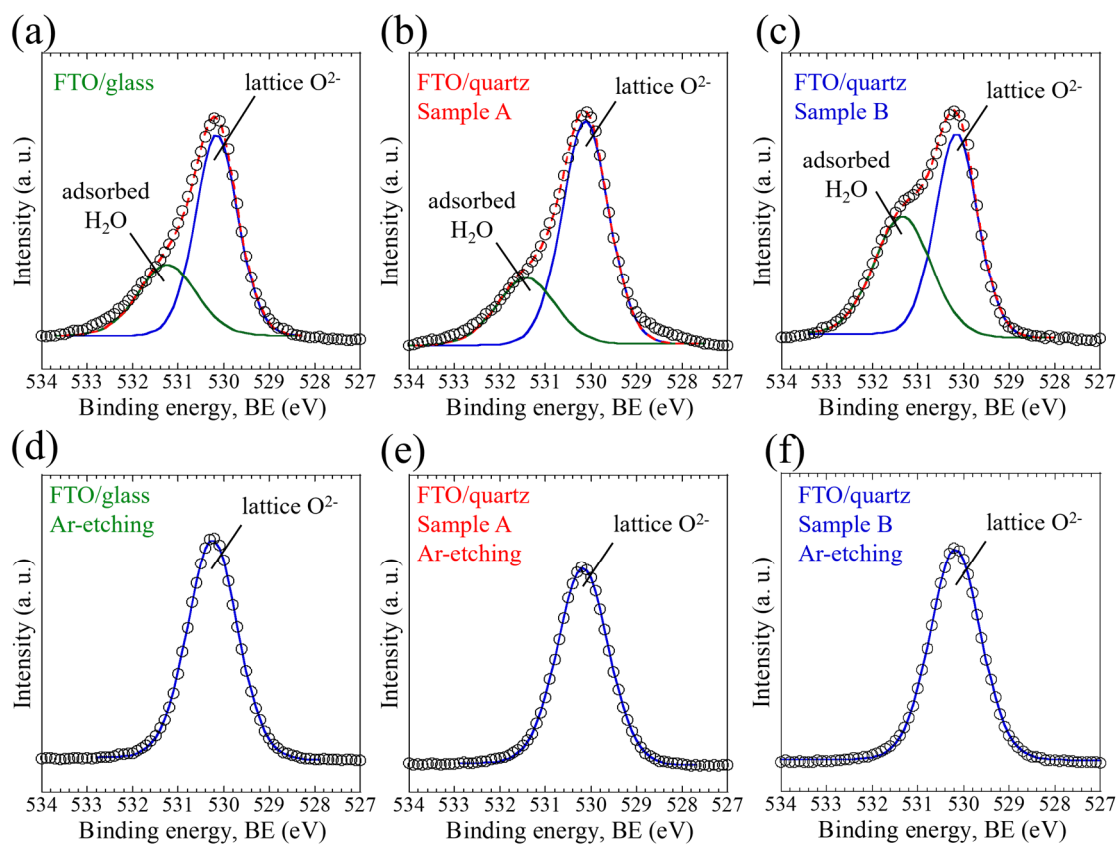 (a)
FTO/glass
lattice O²⁻
adsorbed
H₂O
Intensity (a. u.)
534 533 532 531 530 529 528 527
Binding energy, BE (eV)
(b)
FTO/quartz
Sample A
lattice O²⁻
adsorbed
H₂O
Intensity (a. u.)
534 533 532 531 530 529 528 527
Binding energy, BE (eV)
(c)
FTO/quartz
Sample B
lattice O²⁻
adsorbed
H₂O
Intensity (a. u.)
534 533 532 531 530 529 528 527
Binding energy, BE (eV)
(d)
FTO/glass
Ar-etching
lattice O²⁻
Intensity (a. u.)
534 533 532 531 530 529 528 527
Binding energy, BE (eV)
(e)
FTO/quartz
Sample A
Ar-etching
lattice O²⁻
Intensity (a. u.)
534 533 532 531 530 529 528 527
Binding energy, BE (eV)
(f)
FTO/quartz
Sample B
Ar-etching
lattice O²⁻
Intensity (a. u.)
534 533 532 531 530 529 528 527
Binding energy, BE (eV)